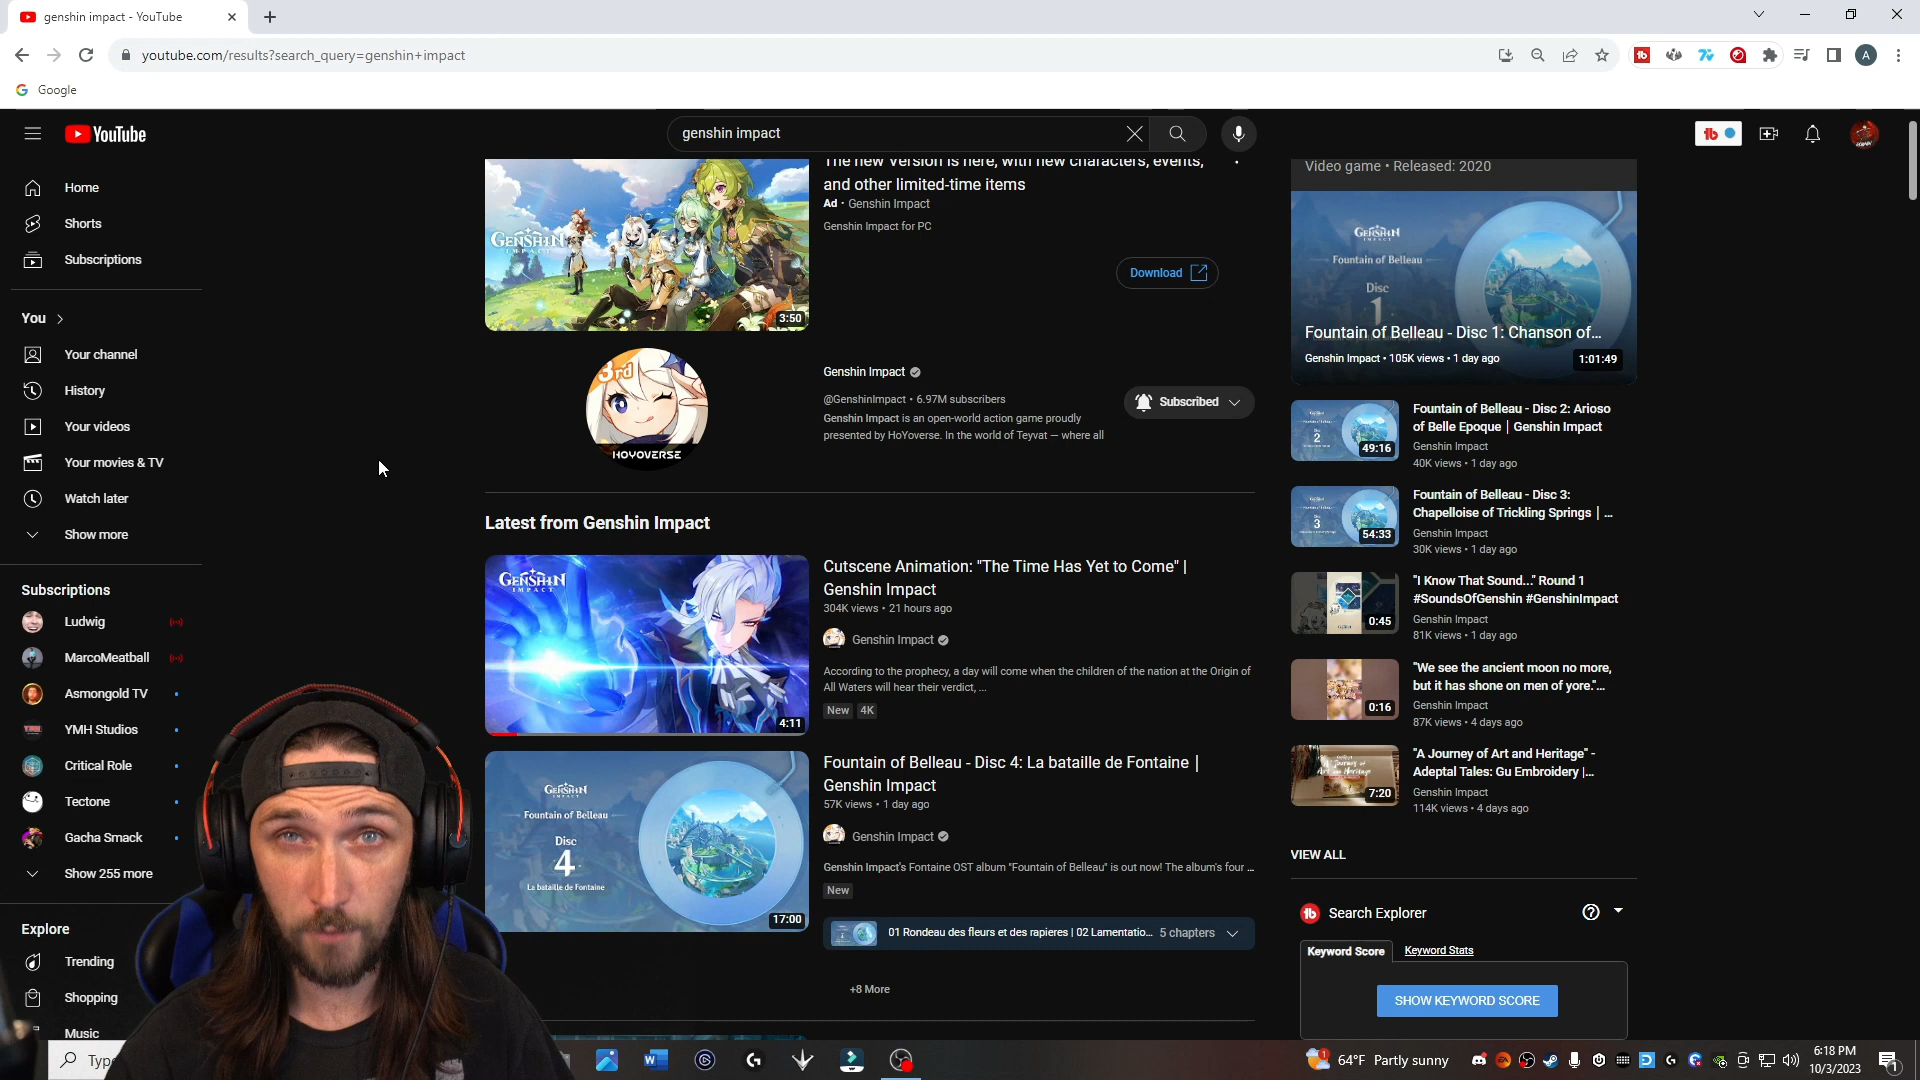 genshin impact - YouTube
youtube.com/results?search_query=genshin+impact
Google
YouTube
genshin impact
Home
Shorts
Subscriptions
You
Your channel
History
Your videos
Your movies & TV
Watch later
Show more
Subscriptions
Ludwig
MarcoMeatball
Asmongold TV
YMH Studios
Critical Role
Tectone
Gacha Smack
Show 255 more
Explore
Trending
Shopping
Music
GENSHIN
IMPACT
3:50
The new version is here, with new characters, events,
and other limited-time items
Ad · Genshin Impact
Genshin Impact for PC
Download
3rd
HOYOVERSE
Genshin Impact
@GenshinImpact • 6.97M subscribers
Genshin Impact is an open-world action game proudly
presented by HoYoverse. In the world of Teyvat — where all
Subscribed
Latest from Genshin Impact
GENSHIN
IMPACT
4:11
Cutscene Animation: "The Time Has Yet to Come" |
Genshin Impact
304K views • 21 hours ago
Genshin Impact
According to the prophecy, a day will come when the children of the nation at the Origin of
All Waters will hear their verdict, ...
New 4K
GENSHIN
IMPACT
Fountain of Belleau
Disc
4
La bataille de Fontaine
17:00
Fountain of Belleau - Disc 4: La bataille de Fontaine |
Genshin Impact
57K views • 1 day ago
Genshin Impact
Genshin Impact's Fontaine OST album "Fountain of Belleau" is out now! The album's four ...
New
01 Rondeau des fleurs et des rapieres | 02 Lamentatio... 5 chapters
+8 More
Video game • Released: 2020
GENSHIN
IMPACT
Fountain of Belleau
Disc
1
Fountain of Belleau - Disc 1: Chanson of...
Genshin Impact • 105K views • 1 day ago
1:01:49
2
49:16
Fountain of Belleau - Disc 2: Arioso
of Belle Epoque | Genshin Impact
Genshin Impact
40K views • 1 day ago
3
54:33
Fountain of Belleau - Disc 3:
Chapelloise of Trickling Springs | ...
Genshin Impact
30K views • 1 day ago
0:45
"I Know That Sound..." Round 1
#SoundsOfGenshin #GenshinImpact
Genshin Impact
81K views • 1 day ago
0:16
"We see the ancient moon no more,
but it has shone on men of yore."...
Genshin Impact
87K views • 4 days ago
7:20
"A Journey of Art and Heritage" -
Adeptal Tales: Gu Embroidery |...
Genshin Impact
114K views • 4 days ago
VIEW ALL
Search Explorer
Keyword Score
Keyword Stats
SHOW KEYWORD SCORE
Type
64°F Partly sunny
6:18 PM
10/3/2023